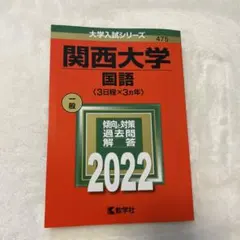 大学入試シリーズ
479
関西大学
国語
〈3日程×3カ年〉
一般
傾向と対策
過去問
解答
2022
教学社